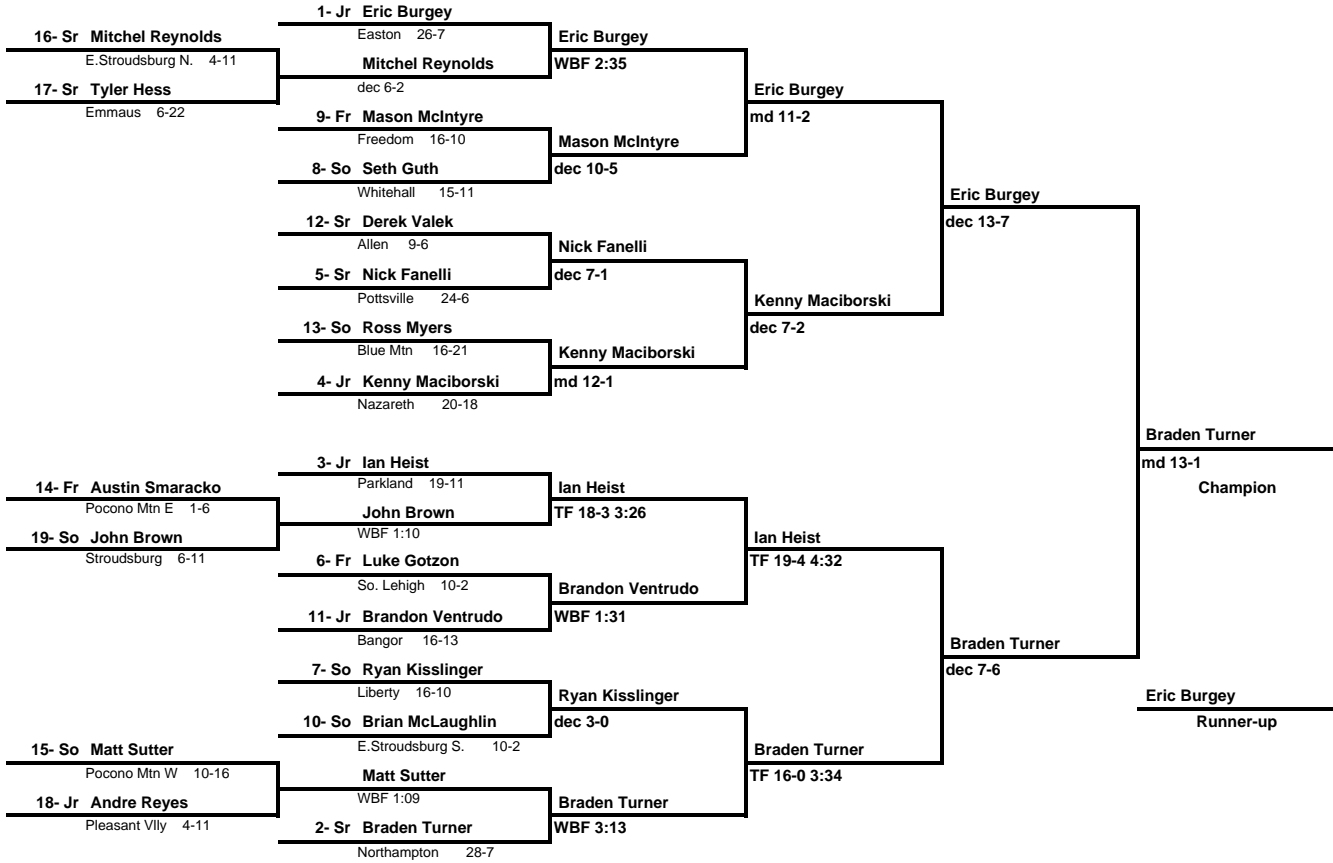 1- Jr Eric Burgey
Easton 26-7
16- Sr Mitchel Reynolds
E.Stroudsburg N. 4-11
Mitchel Reynolds
dec 6-2
17- Sr Tyler Hess
Emmaus 6-22
Eric Burgey
WBF 2:35
9- Fr Mason McIntyre
Freedom 16-10
Mason McIntyre
dec 10-5
8- So Seth Guth
Whitehall 15-11
Eric Burgey
md 11-2
12- Sr Derek Valek
Allen 9-6
Nick Fanelli
dec 7-1
5- Sr Nick Fanelli
Pottsville 24-6
Kenny Maciborski
dec 7-2
13- So Ross Myers
Blue Mtn 16-21
Kenny Maciborski
md 12-1
4- Jr Kenny Maciborski
Nazareth 20-18
Eric Burgey
dec 13-7
Braden Turner
md 13-1
Champion
3- Jr Ian Heist
Parkland 19-11
14- Fr Austin Smaracko
Pocono Mtn E 1-6
John Brown
WBF 1:10
19- So John Brown
Stroudsburg 6-11
Ian Heist
TF 18-3 3:26
6- Fr Luke Gotzon
So. Lehigh 10-2
Brandon Ventrudo
WBF 1:31
11- Jr Brandon Ventrudo
Bangor 16-13
Ian Heist
TF 19-4 4:32
7- So Ryan Kisslinger
Liberty 16-10
Ryan Kisslinger
dec 3-0
10- So Brian McLaughlin
E.Stroudsburg S. 10-2
Braden Turner
TF 16-0 3:34
15- So Matt Sutter
Pocono Mtn W 10-16
Matt Sutter
WBF 1:09
18- Jr Andre Reyes
Pleasant Vlly 4-11
Braden Turner
WBF 3:13
2- Sr Braden Turner
Northampton 28-7
Braden Turner
dec 7-6
Eric Burgey
Runner-up